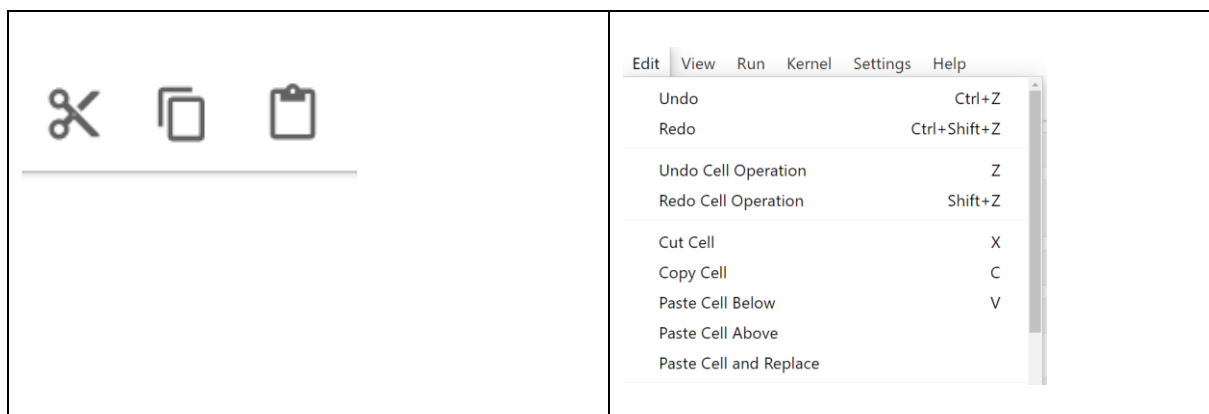 Edit View Run Kernel Settings Help
Undo Ctrl+Z
Redo Ctrl+Shift+Z
Undo Cell Operation Z
Redo Cell Operation Shift+Z
Cut Cell X
Copy Cell C
Paste Cell Below V
Paste Cell Above
Paste Cell and Replace